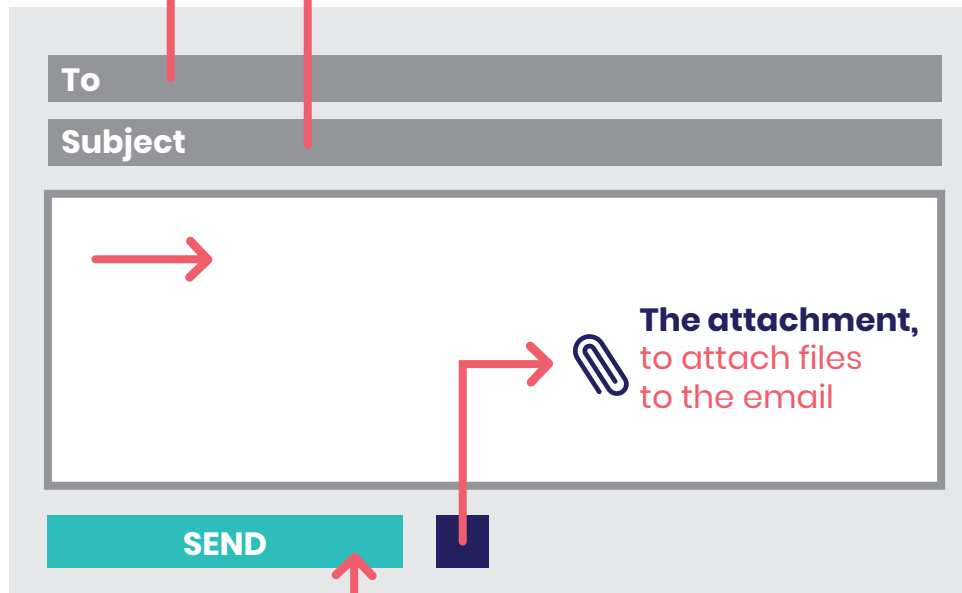 To
Subject
The attachment,
to attach files
to the email
SEND